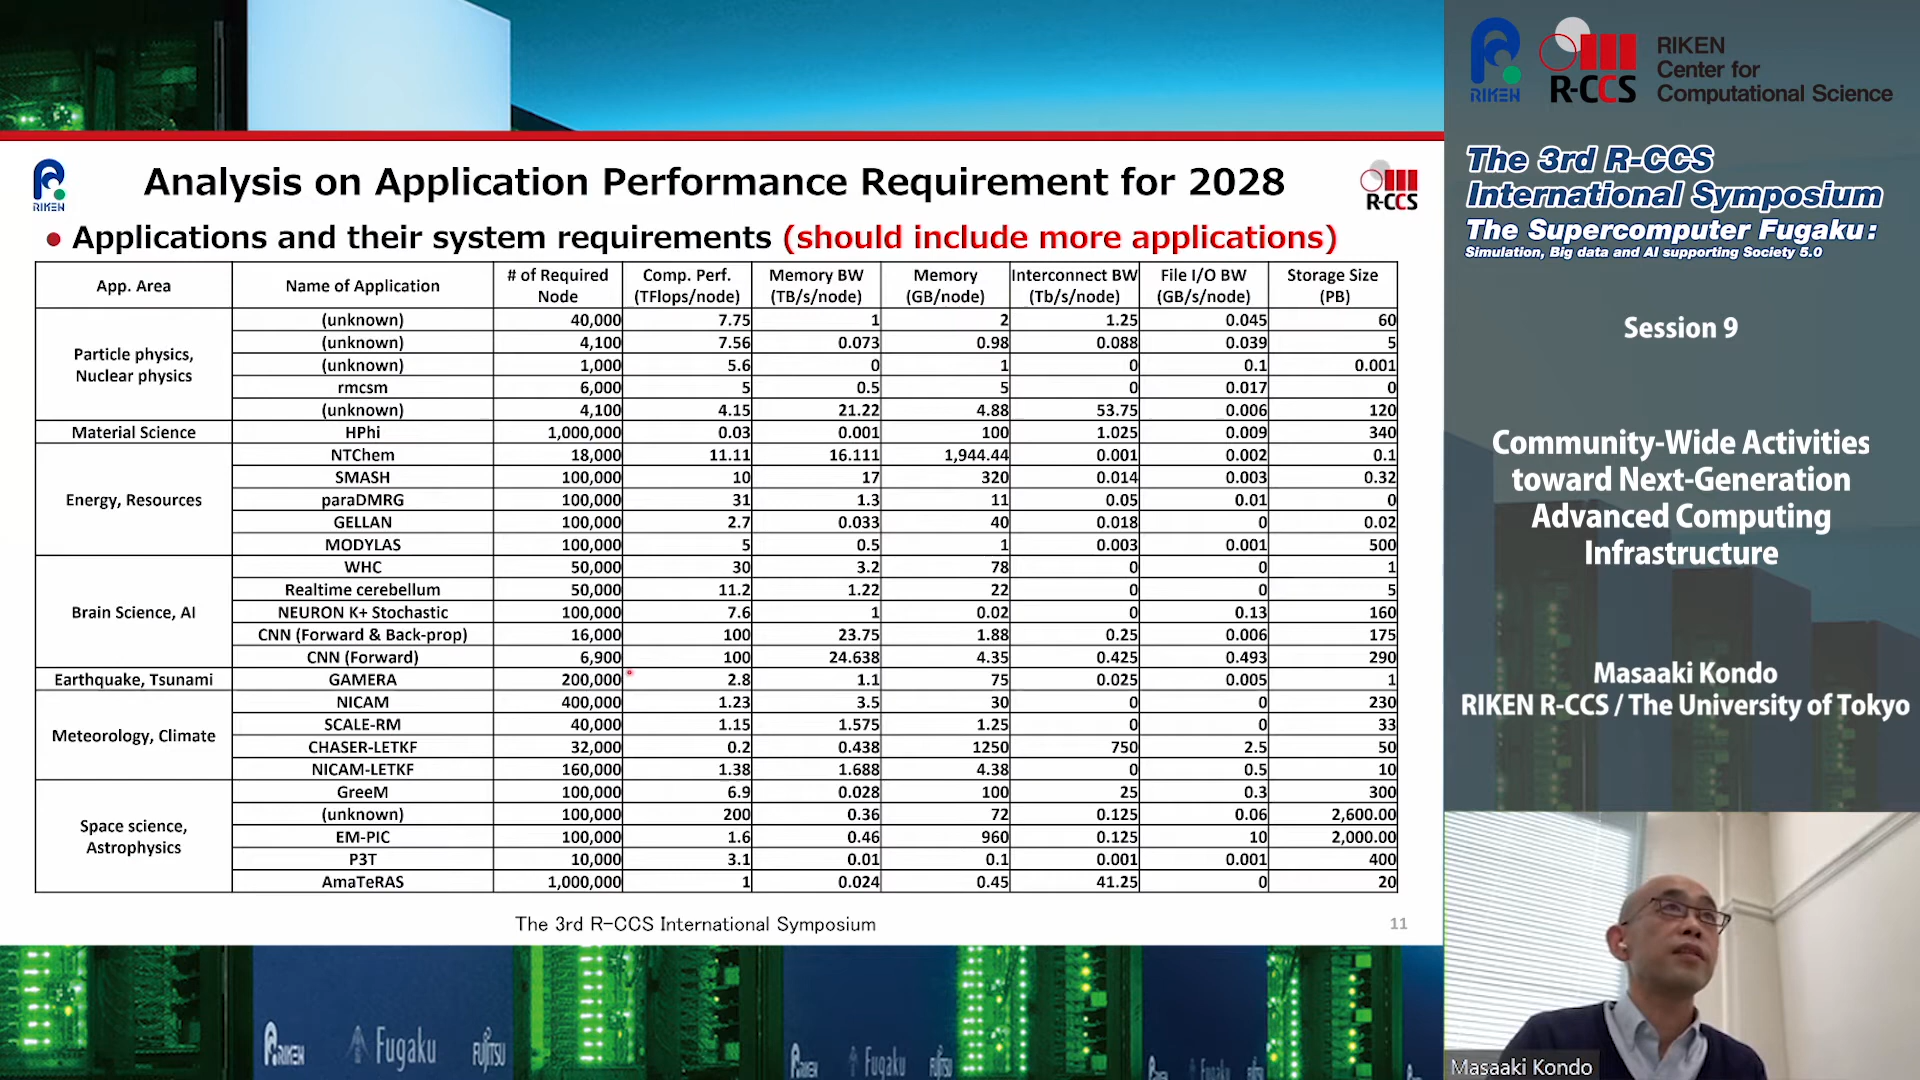 Analysis on Application Performance Requirement for 2028
RIKEN
R-CCS
• Applications and their system requirements (should include more applications)
App. Area Name of Application # of Required Node Comp. Perf. (TFlops/node) Memory BW (TB/s/node) Memory (GB/node) Interconnect BW (Tb/s/node) File I/O BW (GB/s/node) Storage Size (PB)
Particle physics, Nuclear physics (unknown) 40,000 7.75 1 2 1.25 0.045 60
(unknown) 4,100 7.56 0.073 0.98 0.088 0.039 5
(unknown) 1,000 5.6 0 1 0 0.1 0.001
rmcsm 6,000 5 0.5 5 0 0.017 0
(unknown) 4,100 4.15 21.22 4.88 53.75 0.006 120
Material Science HPhi 1,000,000 0.03 0.001 100 1.025 0.009 340
Energy, Resources NTChem 18,000 11.11 16.111 1,944.44 0.001 0.002 0.1
SMASH 100,000 10 17 320 0.014 0.003 0.32
paraDMRG 100,000 31 1.3 11 0.05 0.01 0
GELLAN 100,000 2.7 0.033 40 0.018 0 0.02
MODYLAS 100,000 5 0.5 1 0.003 0.001 500
Brain Science, AI WHC 50,000 30 3.2 78 0 0 1
Realtime cerebellum 50,000 11.2 1.22 22 0 0 5
NEURON K+ Stochastic 100,000 7.6 1 0.02 0 0.13 160
CNN (Forward & Back-prop) 16,000 100 23.75 1.88 0.25 0.006 175
CNN (Forward) 6,900 100 24.638 4.35 0.425 0.493 290
Earthquake, Tsunami GAMERA 200,000 2.8 1.1 75 0.025 0.005 1
Meteorology, Climate NICAM 400,000 1.23 3.5 30 0 0 230
SCALE-RM 40,000 1.15 1.575 1.25 0 0 33
CHASER-LETKF 32,000 0.2 0.438 1250 750 2.5 50
NICAM-LETKF 160,000 1.38 1.688 4.38 0 0.5 10
Space science, Astrophysics GreeM 100,000 6.9 0.028 100 25 0.3 300
(unknown) 100,000 200 0.36 72 0.125 0.06 2,600.00
EM-PIC 100,000 1.6 0.46 960 0.125 10 2,000.00
P3T 10,000 3.1 0.01 0.1 0.001 0.001 400
AmaTeRAS 1,000,000 1 0.024 0.45 41.25 0 20
The 3rd R-CCS International Symposium
11
RIKEN Fugaku FUJITSU
RIKEN Fugaku FUJITSU
RIKEN
R-CCS
RIKEN
Center for
Computational Science
The 3rd R-CCS
International Symposium
The Supercomputer Fugaku:
Simulation, Big data and AI supporting Society 5.0
Session 9
Community-Wide Activities
toward Next-Generation
Advanced Computing
Infrastructure
Masaaki Kondo
RIKEN R-CCS / The University of Tokyo
Masaaki Kondo